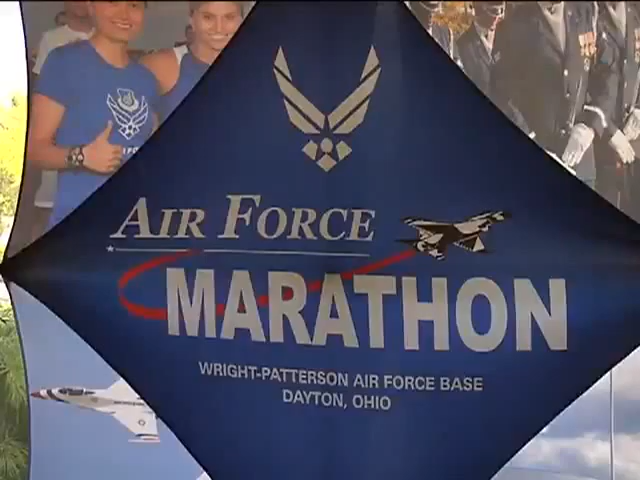 AIR FORCE
MARATHON
WRIGHT-PATTERSON AIR FORCE BASE
DAYTON, OHIO